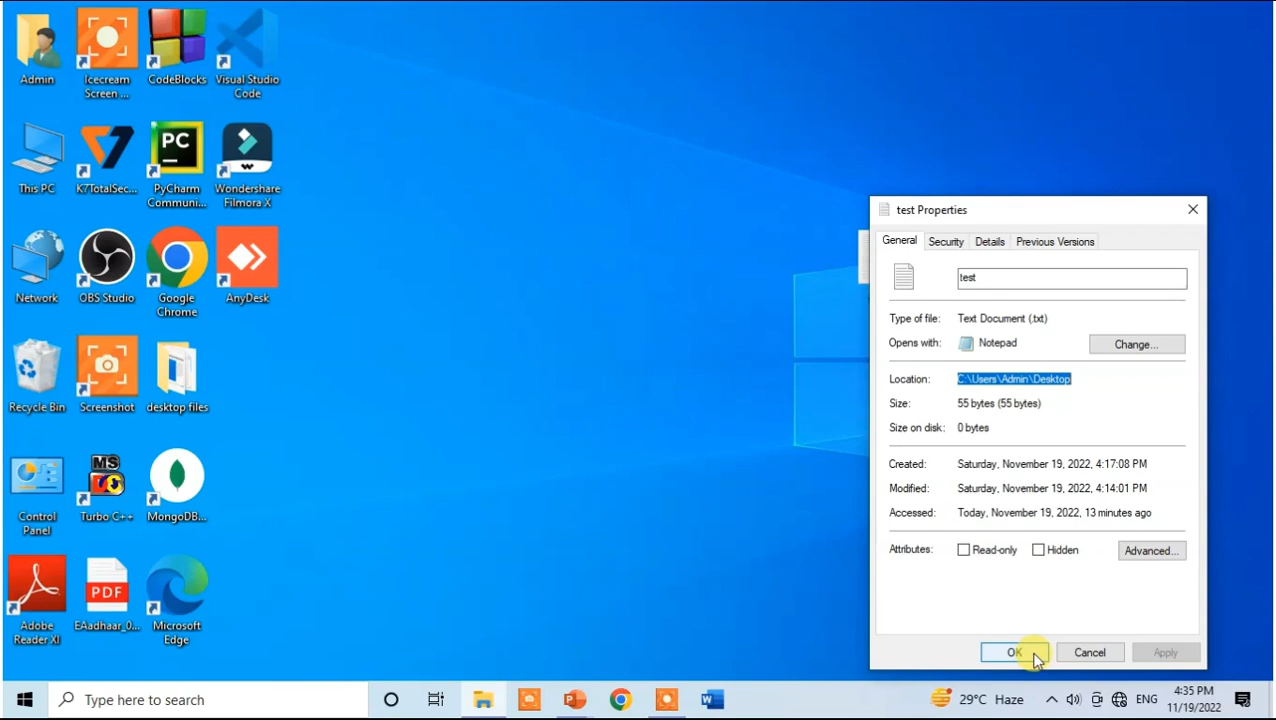 Admin
Icecream
Screen ...
CodeBlocks
Visual Studio
Code
This PC
K7TotalSec...
PC
PyCharm
Communi...
Wondershare
Filmora X
Network
OBS Studio
Google
Chrome
AnyDesk
Recycle Bin
Screenshot
desktop files
Control
Panel
MS
Turbo C++
MongoDB...
Adobe
Reader XI
PDF
EAadhaar_0...
Microsoft
Edge
test Properties
General
Security
Details
Previous Versions
test
Type of file:
Text Document (.txt)
Opens with:
Notepad
Change...
Location:
C:\Users\Admin\Desktop
Size:
55 bytes (55 bytes)
Size on disk:
0 bytes
Created:
Saturday, November 19, 2022, 4:17:08 PM
Modified:
Saturday, November 19, 2022, 4:14:01 PM
Accessed:
Today, November 19, 2022, 13 minutes ago
Attributes:
Read-only
Hidden
Advanced...
OK
Cancel
Apply
Type here to search
29°C Haze
ENG
4:35 PM
11/19/2022